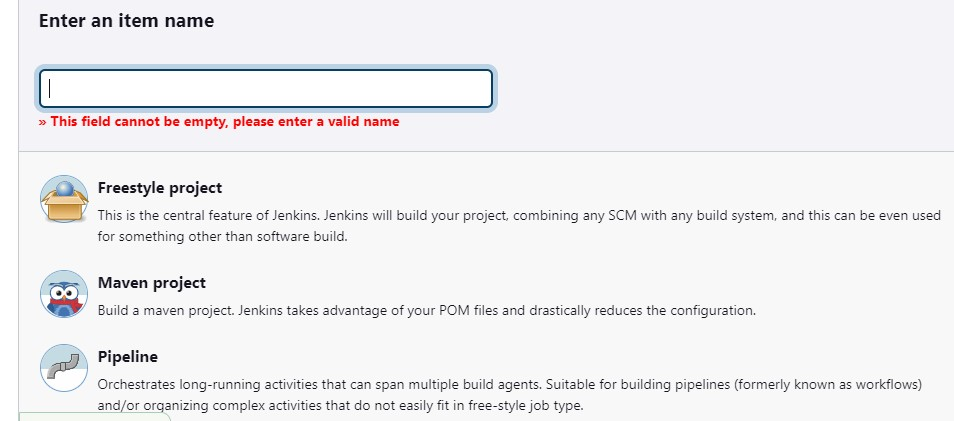 Enter an item name
» This field cannot be empty, please enter a valid name
Freestyle project
This is the central feature of Jenkins. Jenkins will build your project, combining any SCM with any build system, and this can be even used
for something other than software build.
Maven project
Build a maven project. Jenkins takes advantage of your POM files and drastically reduces the configuration.
Pipeline
Orchestrates long-running activities that can span multiple build agents. Suitable for building pipelines (formerly known as workflows)
and/or organizing complex activities that do not easily fit in free-style job type.